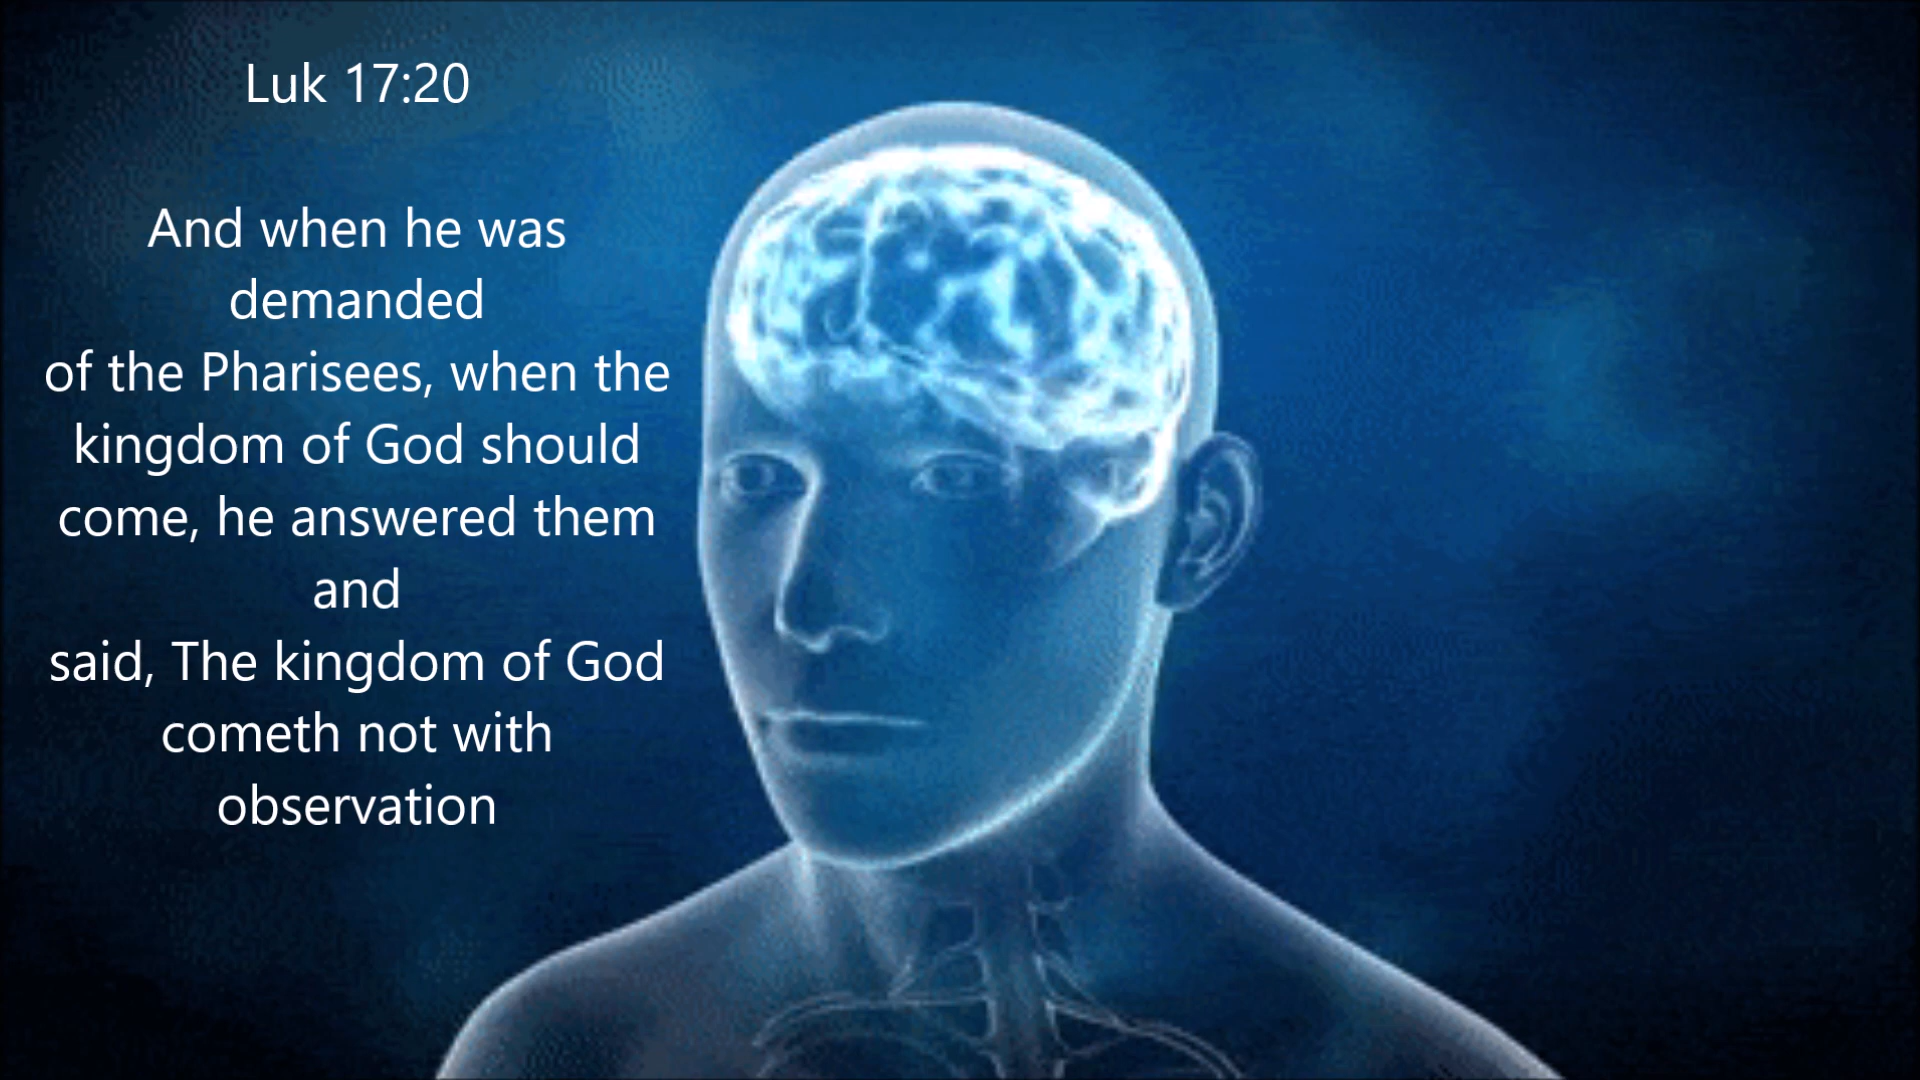 Luk 17:20
And when he was
demanded
of the Pharisees, when the
kingdom of God should
come, he answered them
and
said, The kingdom of God
cometh not with
observation